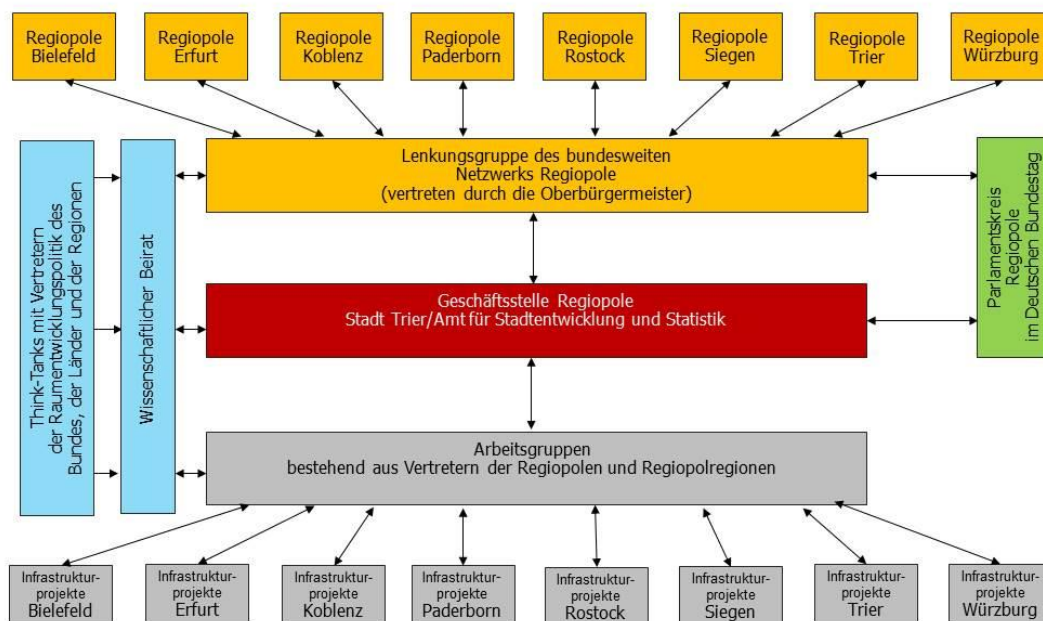 Regiopole
Bielefeld
Regiopole
Erfurt
Regiopole
Koblenz
Regiopole
Paderborn
Regiopole
Rostock
Regiopole
Siegen
Regiopole
Trier
Regiopole
Würzburg
Think-Tanks mit Vertretern
der Raumentwicklungspolitik des
Bundes, der Länder und der Regionen
Wissenschaftlicher Beirat
Lenkungsgruppe des bundesweiten
Netzwerks Regiopole
(vertreten durch die Oberbürgermeister)
Geschäftsstelle Regiopole
Stadt Trier/Amt für Stadtentwicklung und Statistik
Parlamentskreis
Regiopole
im Deutschen Bundestag
Arbeitsgruppen
bestehend aus Vertretern der Regiopolen und Regiopolregionen
Infrastruktur-
projekte
Bielefeld
Infrastruktur-
projekte
Erfurt
Infrastruktur-
projekte
Koblenz
Infrastruktur-
projekte
Paderborn
Infrastruktur-
projekte
Rostock
Infrastruktur-
projekte
Siegen
Infrastruktur-
projekte
Trier
Infrastruktur-
projekte
Würzburg